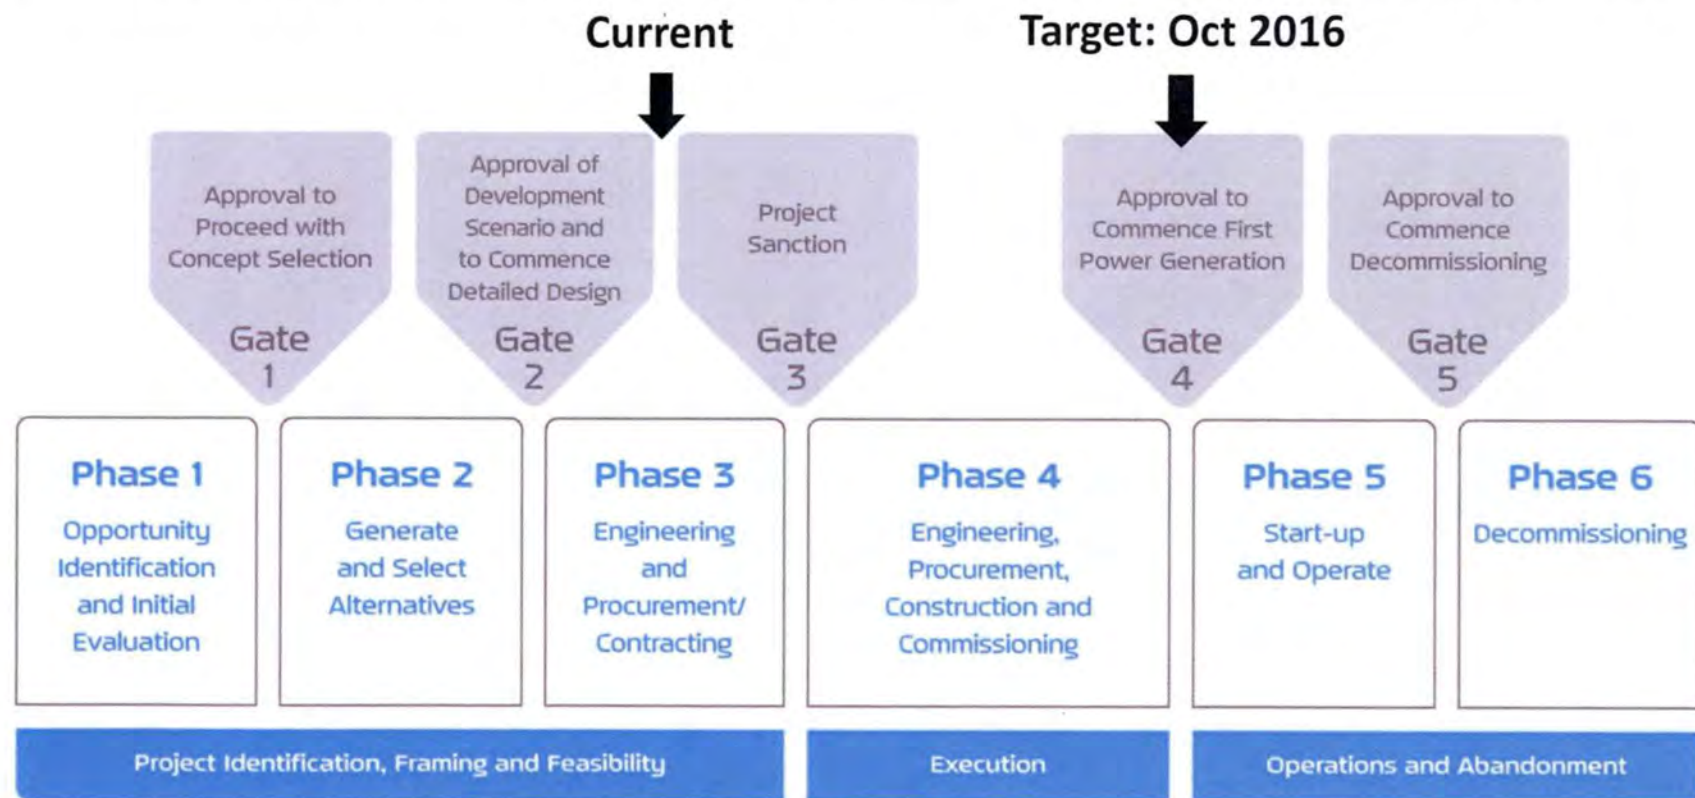 Current
Target: Oct 2016
Approval to
Proceed with
Concept Selection
Gate
1
Approval of
Development
Scenario and
to Commence
Detailed Design
Gate
2
Project
Sanction
Gate
3
Approval to
Commence First
Power Generation
Gate
4
Approval to
Commence
Decommissioning
Gate
5
Phase 1
Opportunity
Identification
and Initial
Evaluation
Phase 2
Generate
and Select
Alternatives
Phase 3
Engineering
and
Procurement/
Contracting
Phase 4
Engineering,
Procurement,
Construction and
Commissioning
Phase 5
Start-up
and Operate
Phase 6
Decommissioning
Project Identification, Framing and Feasibility
Execution
Operations and Abandonment